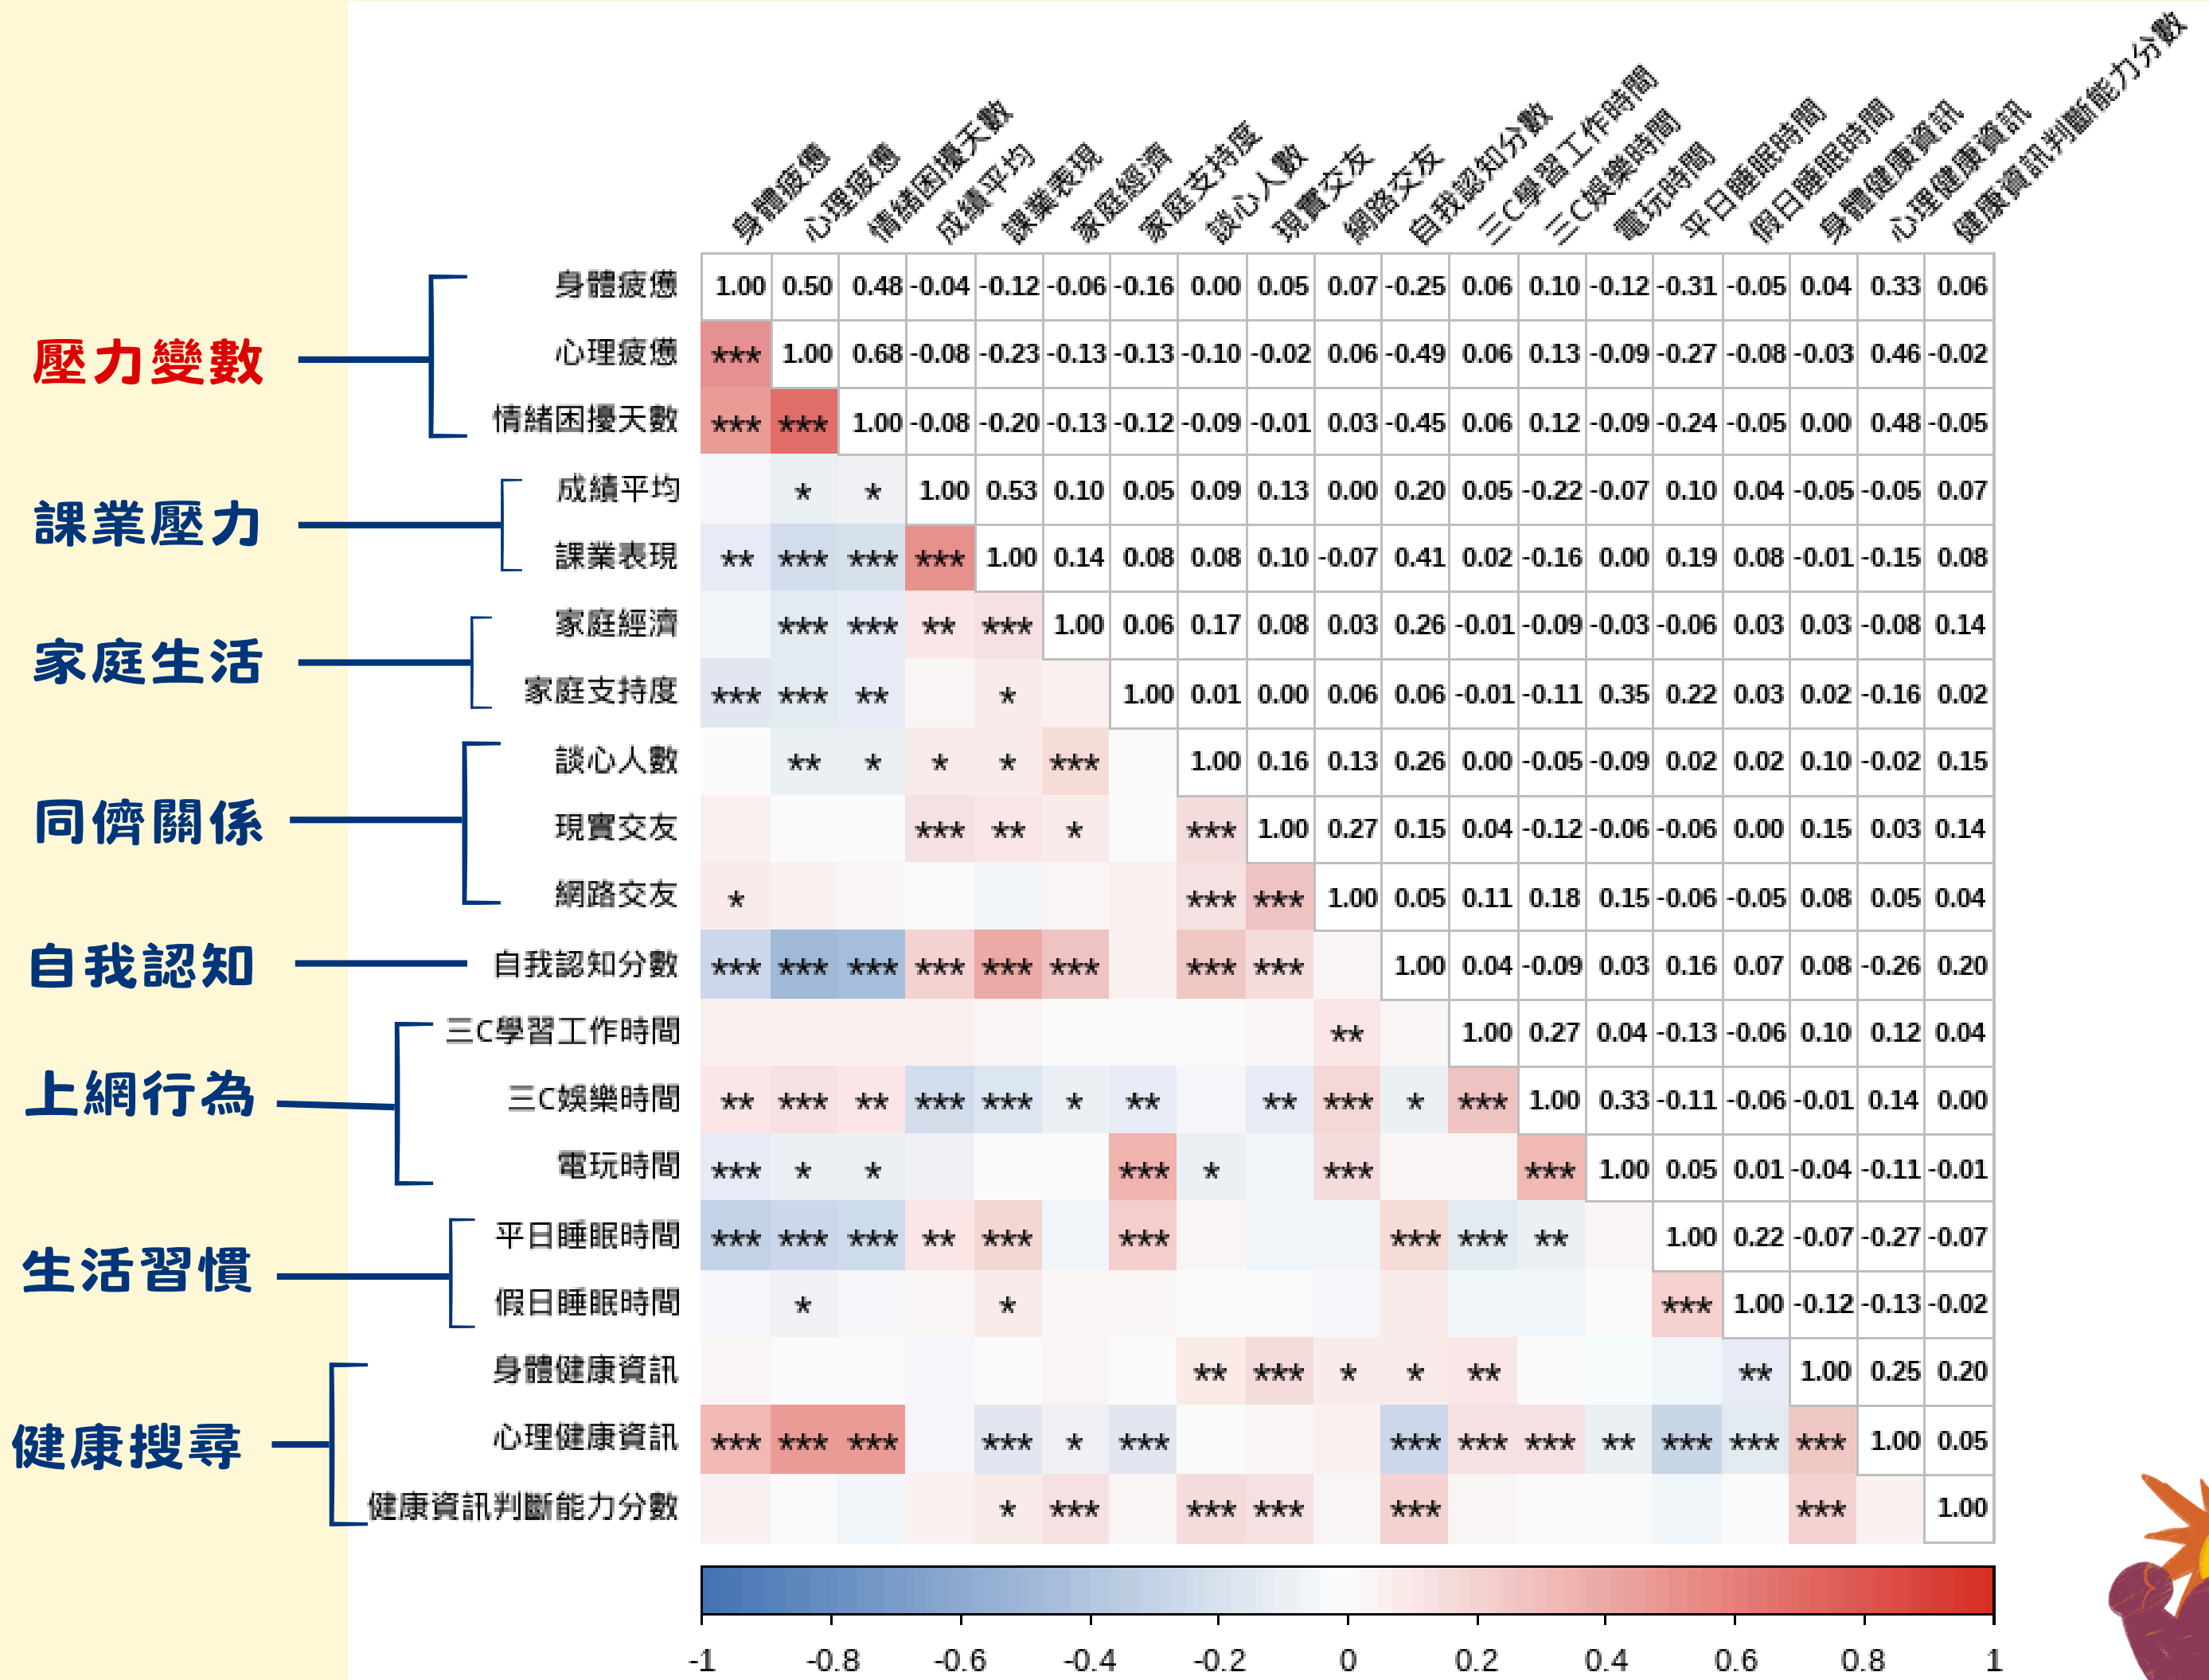 身體疲憊
心理疲憊
情緒困擾天數
成績平均
課業表現
家庭經濟
家庭支持度
談心人數
現實交友
網路交友
自我認知分數
三C學習工作時間
三C娛樂時間
電玩時間
平日睡眠時間
假日睡眠時間
身體健康資訊
心理健康資訊
健康資訊判斷能力分數
壓力變數
身體疲憊 1.00 0.50 0.48 -0.04 -0.12 -0.06 -0.16 0.00 0.05 0.07 -0.25 0.06 0.10 -0.12 -0.31 -0.05 0.04 0.33 0.06
心理疲憊 *** 1.00 0.68 -0.08 -0.23 -0.13 -0.13 -0.10 -0.02 0.06 -0.49 0.06 0.13 -0.09 -0.27 -0.08 -0.03 0.46 -0.02
情緒困擾天數 *** *** 1.00 -0.08 -0.20 -0.13 -0.12 -0.09 -0.01 0.03 -0.45 0.06 0.12 -0.09 -0.24 -0.05 0.00 0.48 -0.05
課業壓力
成績平均 * * 1.00 0.53 0.10 0.05 0.09 0.13 0.00 0.20 0.05 -0.22 -0.07 0.10 0.04 -0.05 -0.05 0.07
課業表現 ** *** *** *** 1.00 0.14 0.08 0.08 0.10 -0.07 0.41 0.02 -0.16 0.00 0.19 0.08 -0.01 -0.15 0.08
家庭生活
家庭經濟 *** *** ** *** 1.00 0.06 0.17 0.08 0.03 0.26 -0.01 -0.09 -0.03 -0.06 0.03 0.03 -0.08 0.14
家庭支持度 *** *** ** * 1.00 0.01 0.00 0.06 0.06 -0.01 -0.11 0.35 0.22 0.03 0.02 -0.16 0.02
同儕關係
談心人數 ** * * * *** 1.00 0.16 0.13 0.26 0.00 -0.05 -0.09 0.02 0.02 0.10 -0.02 0.15
現實交友 *** ** * *** 1.00 0.27 0.15 0.04 -0.12 -0.06 -0.06 0.00 0.15 0.03 0.14
網路交友 * *** *** 1.00 0.05 0.11 0.18 0.15 -0.06 -0.05 0.08 0.05 0.04
自我認知
自我認知分數 *** *** *** *** *** *** *** *** 1.00 0.04 -0.09 0.03 0.16 0.07 0.08 -0.26 0.20
上網行為
三C學習工作時間 ** 1.00 0.27 0.04 -0.13 -0.06 0.10 0.12 0.04
三C娛樂時間 ** *** ** *** *** * ** ** *** * *** 1.00 0.33 -0.11 -0.06 -0.01 0.14 0.00
電玩時間 *** * * *** * *** *** 1.00 0.05 0.01 -0.04 -0.11 -0.01
生活習慣
平日睡眠時間 *** *** *** ** *** *** *** *** ** 1.00 0.22 -0.07 -0.27 -0.07
假日睡眠時間 * * *** 1.00 -0.12 -0.13 -0.02
健康搜尋
身體健康資訊 ** *** * * ** ** 1.00 0.25 0.20
心理健康資訊 *** *** *** *** * *** *** *** *** ** *** *** *** 1.00 0.05
健康資訊判斷能力分數 * *** *** *** *** *** 1.00
-1 -0.8 -0.6 -0.4 -0.2 0 0.2 0.4 0.6 0.8 1